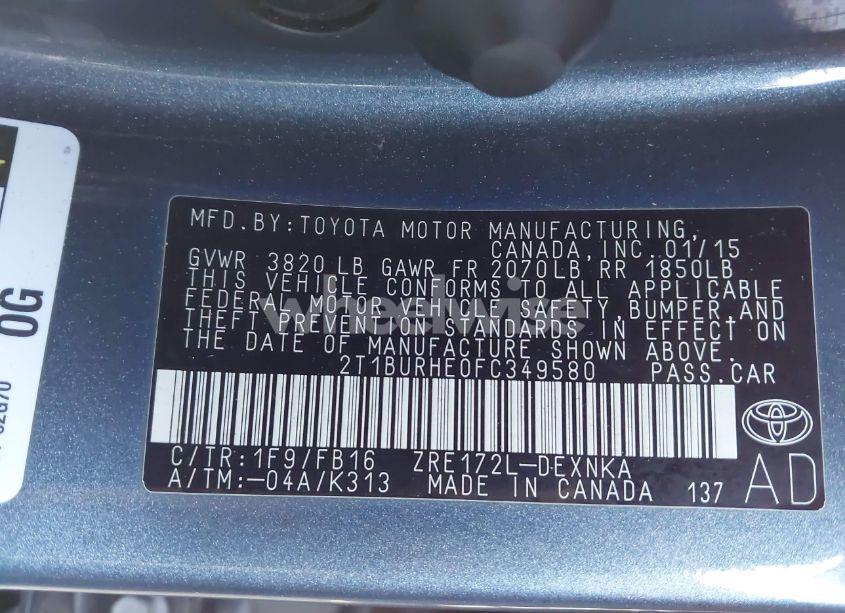 MFD.BY:TOYOTA MOTOR MANUFACTURING,
CANADA,INC. 01/15
GVWR 3820 LB GAWR FR 2070LB RR 1850LB
THIS VEHICLE CONFORMS TO ALL APPLICABLE
FEDERAL MOTOR VEHICLE SAFETY,BUMPER,AND
THEFT PREVENTION STANDARDS IN EFFECT ON
THE DATE OF MANUFACTURE SHOWN ABOVE.
2T1BURHE0FC349580 PASS.CAR
C/TR:1F9/FB16 ZRE172L-DEXNKA
A/TM:-04A/K313 MADE IN CANADA 137
AD
wheelwire
0G